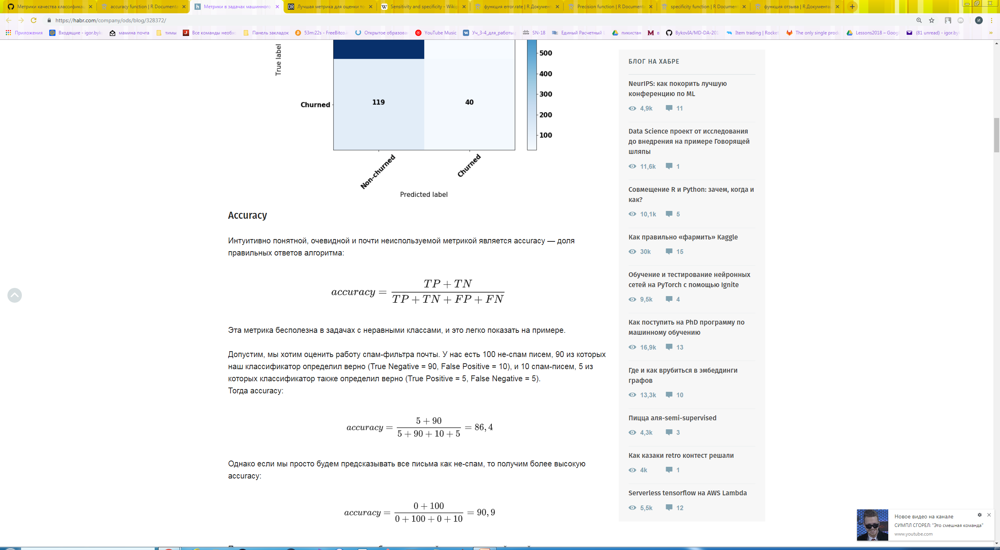 Метрики качества классификац
accuracy function | R Documenta
Метрики в задачах машинного
Лучшая метрика для оценки то
Sensitivity and specificity - Wikip
функция error.rate | R Документ
Precision function | R Documenta
specificity function | R Document
функция отзыва | R Документац
https://habr.com/company/ods/blog/328372/
Приложения
Входящие - igor.byk
мамина почта
тимы
Все команды необх
Панель закладок
53m:22s - FreeBitco.i
Открытое образова
YouTube Music
Уч_3-4_для_работы.
SN-18
Единый Расчетный
пикистан
в
BykovIA/MD-DA-201
Item trading | Rocket
The only single prod
Lessons2018 – Goog
(81 unread) - igor.byk
True label
Churned
119
40
500
400
300
200
100
Non-churned
Churned
Predicted label
Accuracy
Интуитивно понятной, очевидной и почти неиспользуемой метрикой является accuracy — доля
правильных ответов алгоритма:
accuracy = TP + TN / TP + TN + FP + FN
Эта метрика бесполезна в задачах с неравными классами, и это легко показать на примере.
Допустим, мы хотим оценить работу спам-фильтра почты. У нас есть 100 не-спам писем, 90 из которых
наш классификатор определил верно (True Negative = 90, False Positive = 10), и 10 спам-писем, 5 из
которых классификатор также определил верно (True Positive = 5, False Negative = 5).
Тогда accuracy:
accuracy = 5 + 90 / 5 + 90 + 10 + 5 = 86,4
Однако если мы просто будем предсказывать все письма как не-спам, то получим более высокую
accuracy:
accuracy = 0 + 100 / 0 + 100 + 0 + 10 = 90,9
БЛОГ НА ХАБРЕ
NeurIPS: как покорить лучшую
конференцию по ML
4,9k 11
Data Science проект от исследования
до внедрения на примере Говорящей
шляпы
11,6k 1
Совмещение R и Python: зачем, когда и
как?
10,1k 5
Как правильно «фармить» Kaggle
30k 15
Обучение и тестирование нейронных
сетей на PyTorch с помощью Ignite
9,5k 4
Как поступить на PhD программу по
машинному обучению
16,9k 13
Где и как врубиться в эмбеддинги
графов
13,3k 10
Пицца аля-semi-supervised
4,3k 3
Как казаки retro контест решали
4k 1
Serverless tensorflow на AWS Lambda
5,5k 12
Новое видео на канале
СИМПЛ СГОРЕЛ: "Это смешная команда"
www.youtube.com